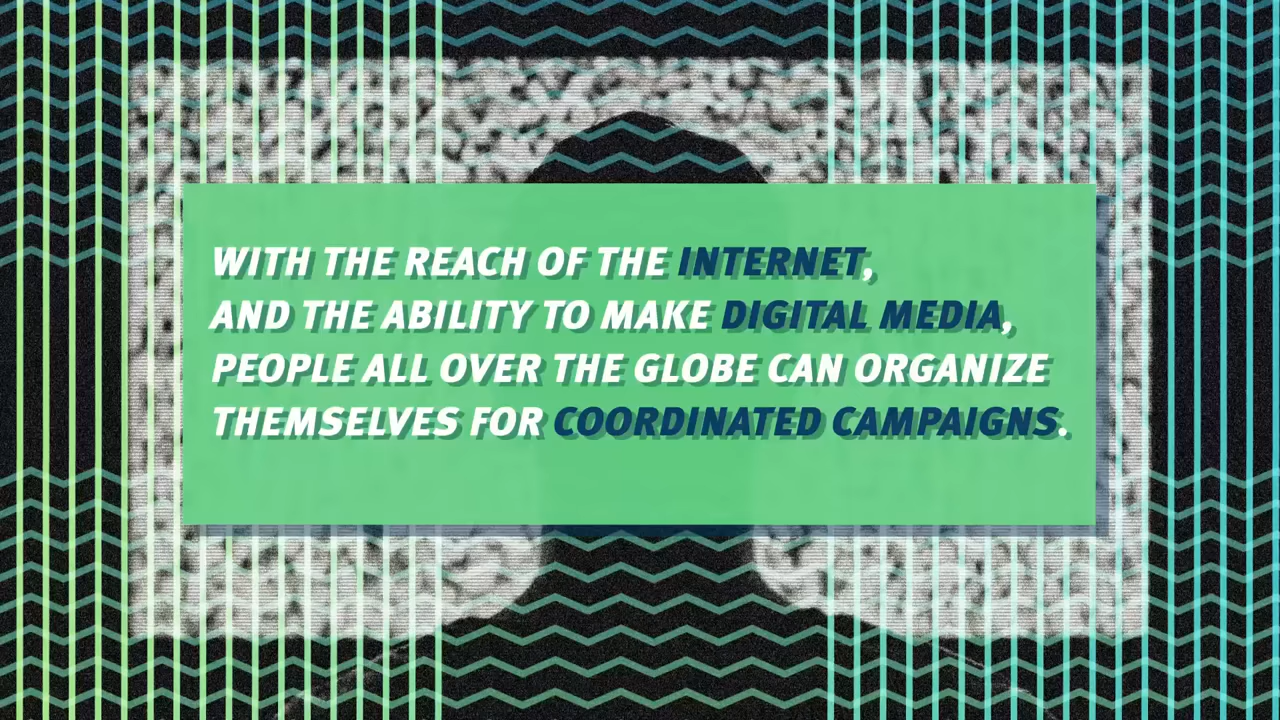 WITH THE REACH OF THE INTERNET,
AND THE ABILITY TO MAKE DIGITAL MEDIA,
PEOPLE ALL OVER THE GLOBE CAN ORGANIZE
THEMSELVES FOR COORDINATED CAMPAIGNS.